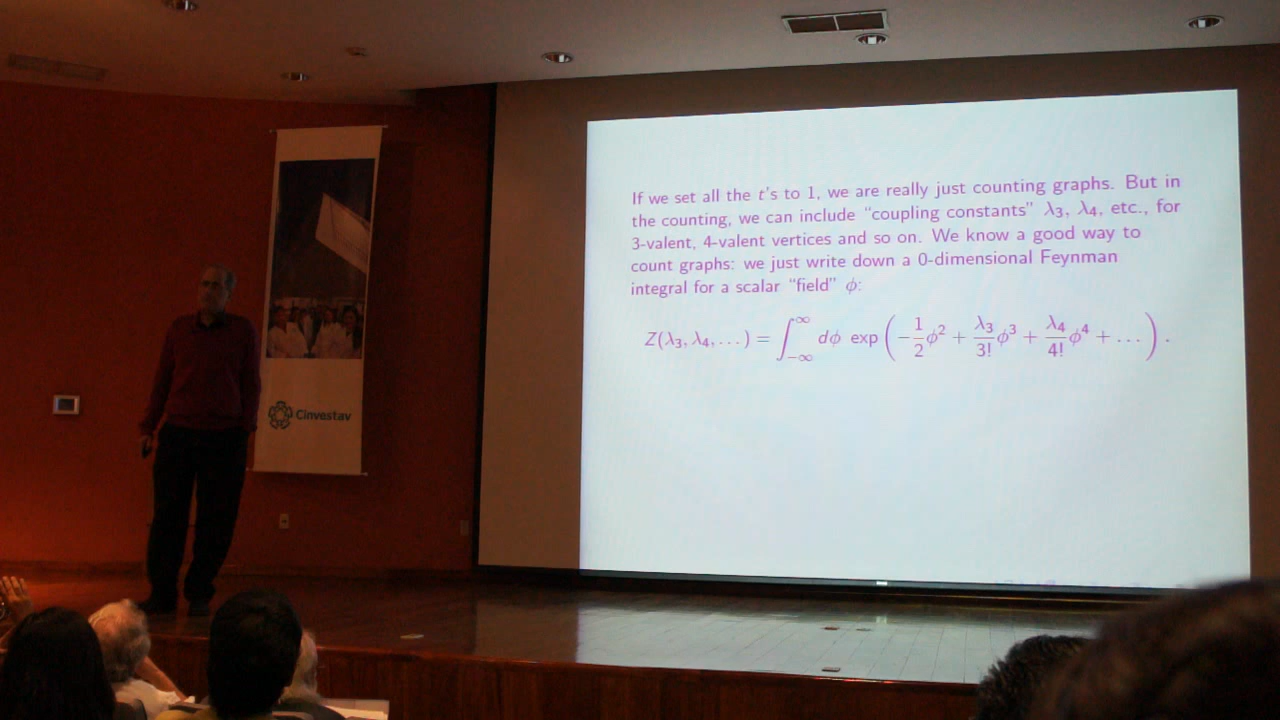 If we set all the t's to 1, we are really just counting graphs. But in
the counting, we can include “coupling constants” λ₃, λ₄, etc., for
3-valent, 4-valent vertices and so on. We know a good way to
count graphs: we just write down a 0-dimensional Feynman
integral for a scalar “field” ϕ:
Z(λ₃, λ₄, . . . ) = ∫_{−∞}^{∞} dϕ exp ( −1/2 ϕ² + λ₃/3! ϕ³ + λ₄/4! ϕ⁴ + . . . ) .
Cinvestav